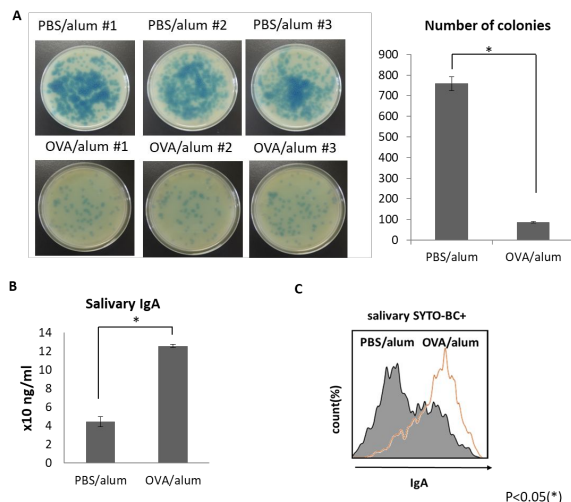 A
PBS/alum #1
PBS/alum #2
PBS/alum #3
OVA/alum #1
OVA/alum #2
OVA/alum #3
Number of colonies
*
900
800
700
600
500
400
300
200
100
0
PBS/alum
OVA/alum
B
Salivary IgA
*
x10 ng/ml
14
12
10
8
6
4
2
0
PBS/alum
OVA/alum
C
salivary SYTO-BC+
PBS/alum
OVA/alum
count(%)
IgA
P<0.05(*)